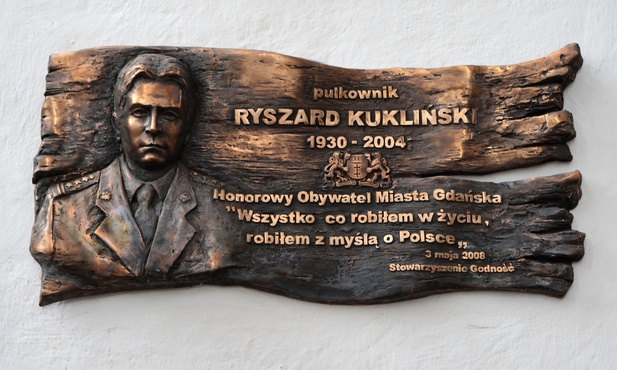 pułkownik
RYSZARD KUKLIŃSKI
1930 - 2004
Honorowy Obywatel Miasta Gdańska
"Wszystko co robiłem w życiu,
robiłem z myślą o Polsce„
3 maja 2008
Stowarzyszenie Godność